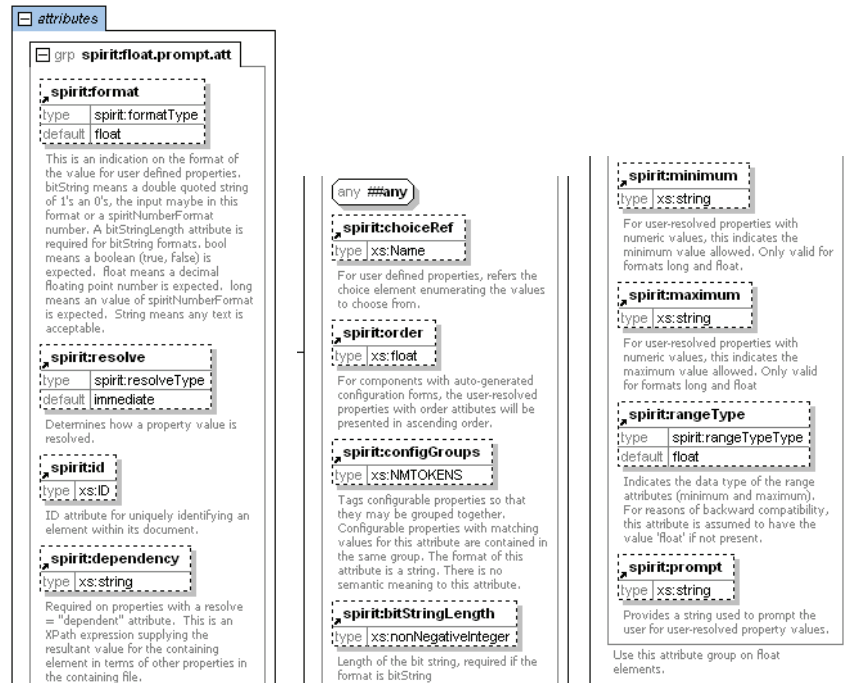 attributes
grp spirit:float.prompt.att
spirit:format
type spirit:formatType
default float
This is an indication on the format of
the value for user defined properties.
bitString means a double quoted string
of 1's an 0's, the input maybe in this
format or a spiritNumberFormat
number. A bitStringLength attribute is
required for bitString formats. bool
means a boolean (true, false) is
expected. float means a decimal
floating point number is expected. long
means an value of spiritNumberFormat
is expected. String means any text is
acceptable.
spirit:resolve
type spirit:resolveType
default immediate
Determines how a property value is
resolved.
spirit:id
type xs:ID
ID attribute for uniquely identifying an
element within its document.
spirit:dependency
type xs:string
Required on properties with a resolve
= "dependent" attribute. This is an
XPath expression supplying the
resultant value for the containing
element in terms of other properties in
the containing file.
any ##any
spirit:choiceRef
type xs:Name
For user defined properties, refers the
choice element enumerating the values
to choose from.
spirit:order
type xs:float
For components with auto-generated
configuration forms, the user-resolved
properties with order attibutes will be
presented in ascending order.
spirit:configGroups
type xs:NMTOKENS
Tags configurable properties so that
they may be grouped together.
Configurable properties with matching
values for this attribute are contained in
the same group. The format of this
attribute is a string. There is no
semantic meaning to this attribute.
spirit:bitStringLength
type xs:nonNegativeInteger
Length of the bit string, required if the
format is bitString
spirit:minimum
type xs:string
For user-resolved properties with
numeric values, this indicates the
minimum value allowed. Only valid for
formats long and float.
spirit:maximum
type xs:string
For user-resolved properties with
numeric values, this indicates the
maximum value allowed. Only valid
for formats long and float
spirit:rangeType
type spirit:rangeTypeType
default float
Indicates the data type of the range
attributes (minimum and maximum).
For reasons of backward compatibility,
this attribute is assumed to have the
value 'float' if not present.
spirit:prompt
type xs:string
Provides a string used to prompt the
user for user-resolved property values.
Use this attribute group on float
elements.